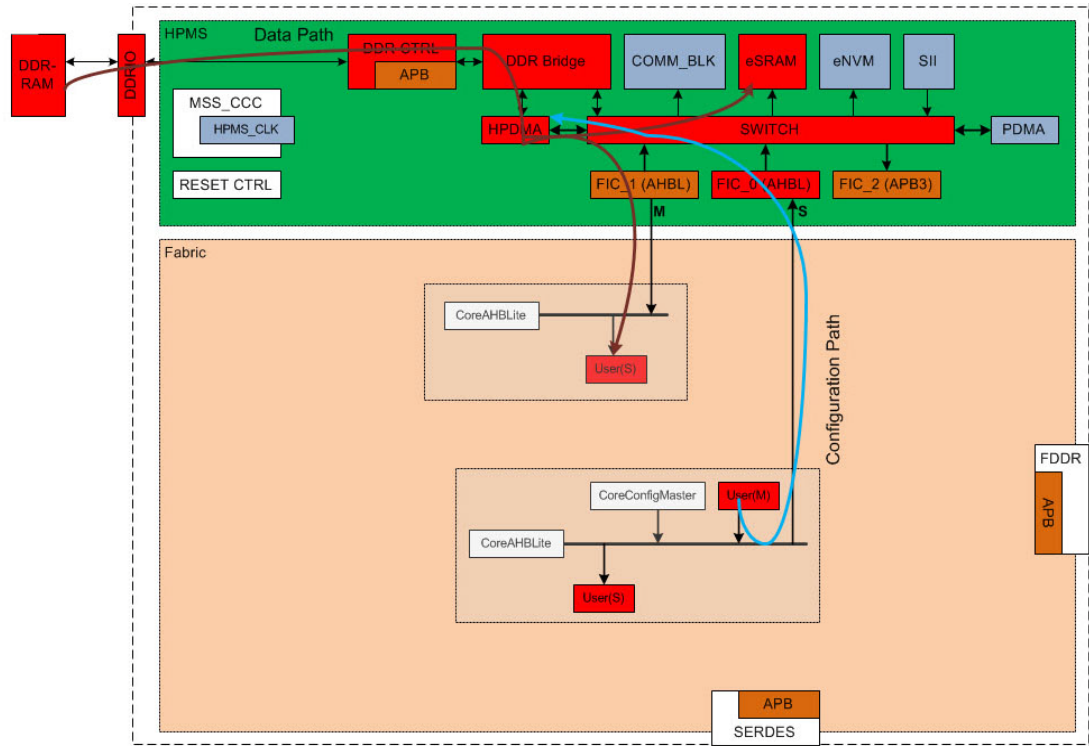 HPMS
Data Path
DDR-
RAM
DDRIO
DDR CTRL
APB
DDR Bridge
COMM_BLK
eSRAM
eNVM
SII
MSS_CCC
HPMS_CLK
HPDMA
SWITCH
PDMA
RESET CTRL
FIC_1 (AHBL)
FIC_0 (AHBL)
FIC_2 (APB3)
M
S
Fabric
CoreAHBLite
User(S)
Configuration Path
FDDR
APB
CoreConfigMaster
User(M)
CoreAHBLite
User(S)
APB
SERDES